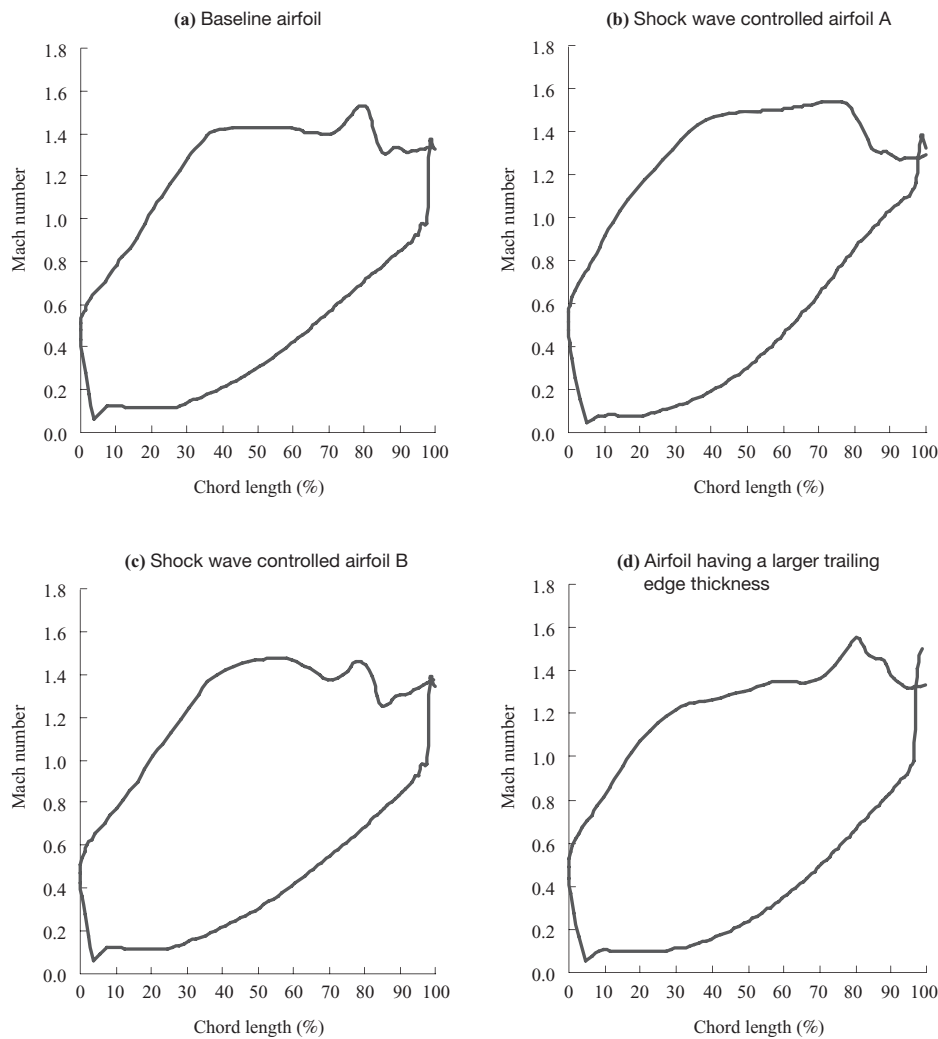 (a) Baseline airfoil
1.8
1.6
1.4
1.2
1.0
0.8
0.6
0.4
0.2
0.0
Mach number
0 10 20 30 40 50 60 70 80 90 100
Chord length (%)
(b) Shock wave controlled airfoil A
1.8
1.6
1.4
1.2
1.0
0.8
0.6
0.4
0.2
0.0
Mach number
0 10 20 30 40 50 60 70 80 90 100
Chord length (%)
(c) Shock wave controlled airfoil B
1.8
1.6
1.4
1.2
1.0
0.8
0.6
0.4
0.2
0.0
Mach number
0 10 20 30 40 50 60 70 80 90 100
Chord length (%)
(d) Airfoil having a larger trailing
edge thickness
1.8
1.6
1.4
1.2
1.0
0.8
0.6
0.4
0.2
0.0
Mach number
0 10 20 30 40 50 60 70 80 90 100
Chord length (%)